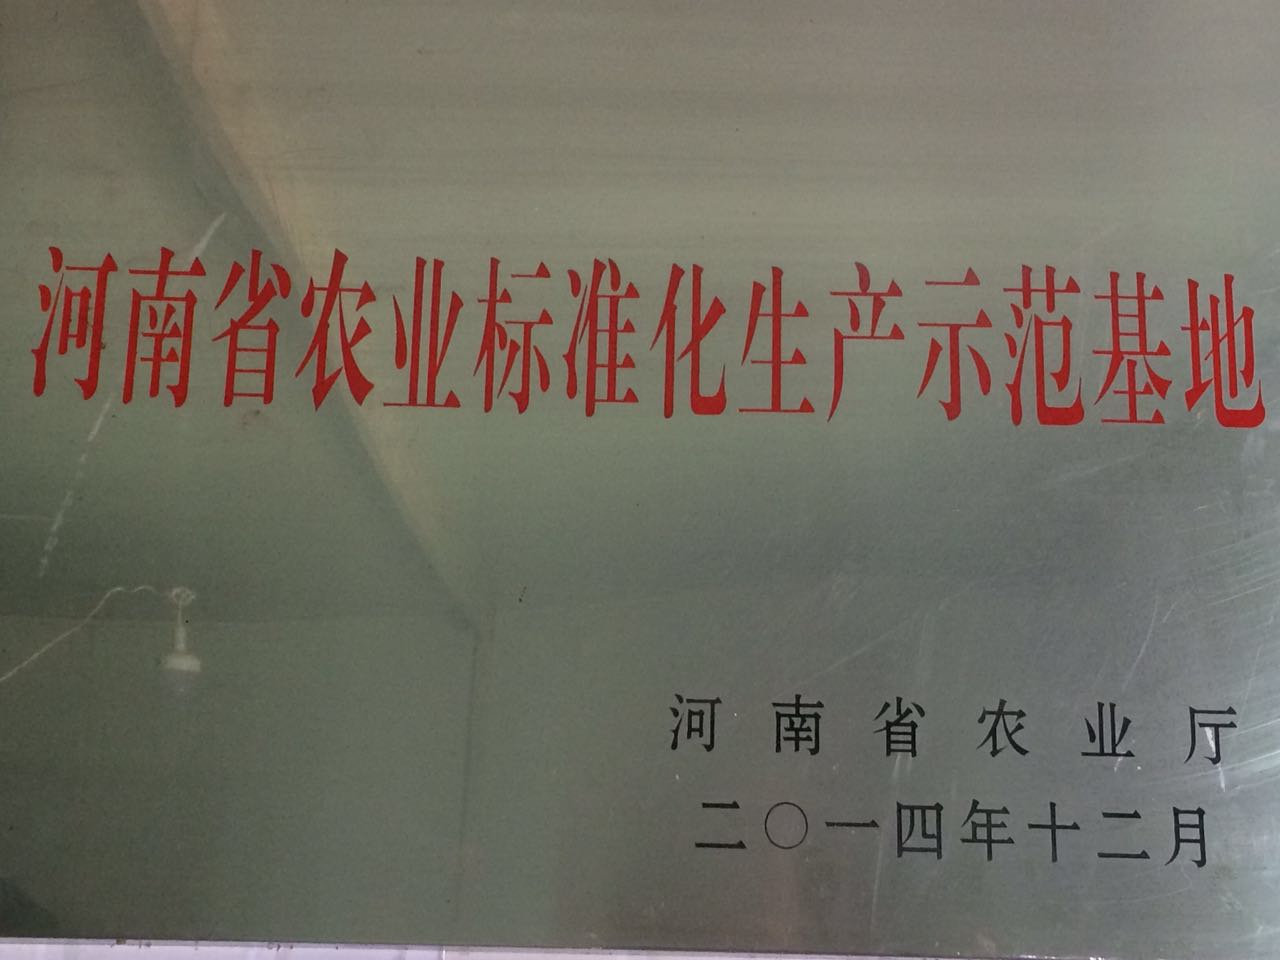 河南省农业标准化生产示范基地
河南省农业厅
二〇一四年十二月